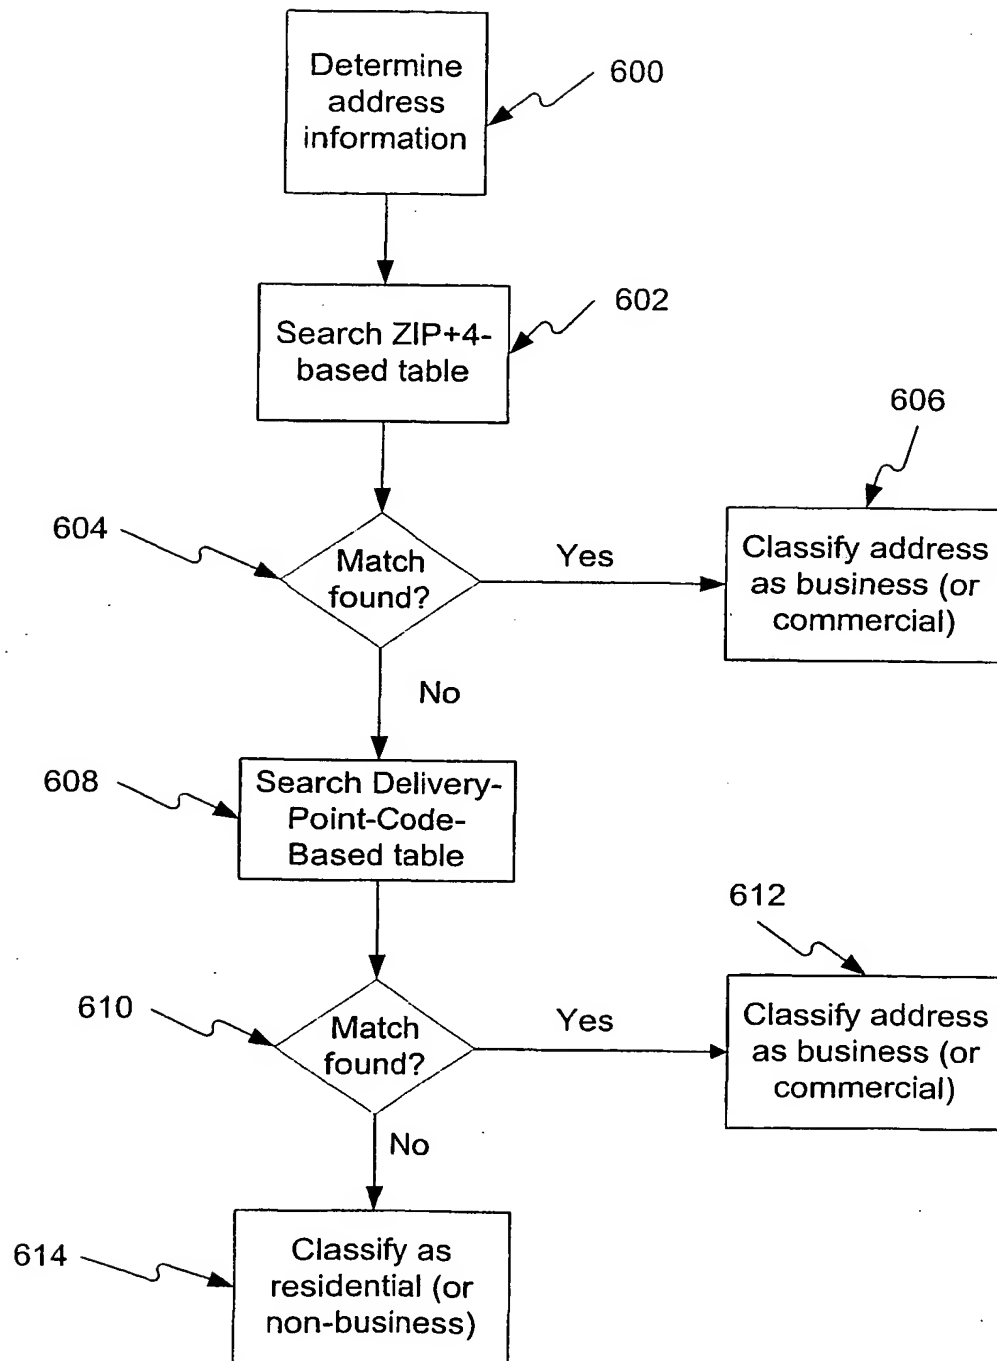 Determine
address
information
600
Search ZIP+4-
based table
602
604
Match
found?
Yes
606
Classify address
as business (or
commercial)
No
608
Search Delivery-
Point-Code-
Based table
610
Match
found?
Yes
612
Classify address
as business (or
commercial)
No
614
Classify as
residential (or
non-business)